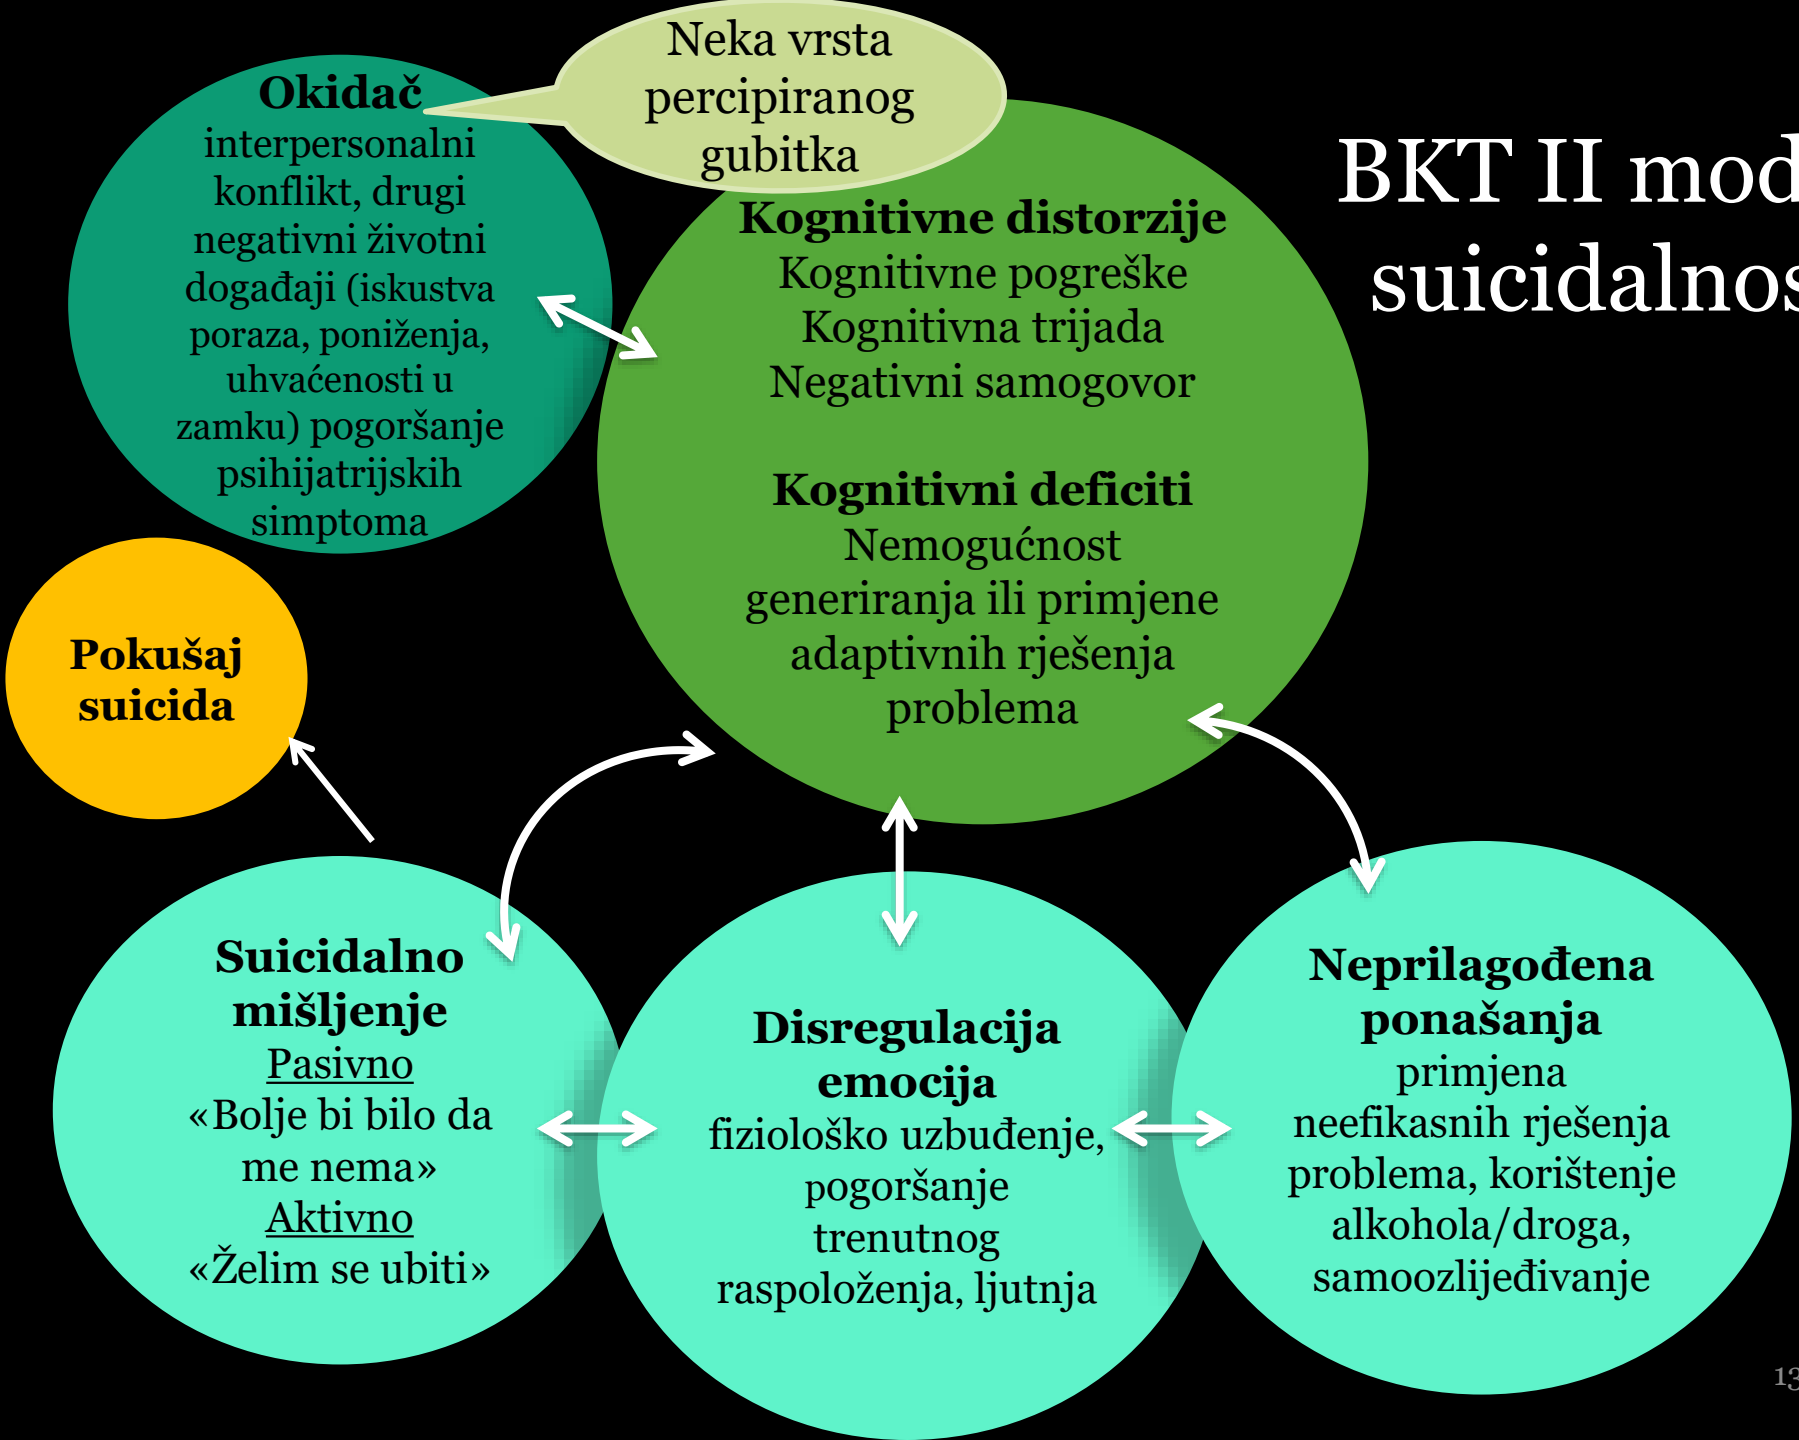 Neka vrsta
percipiranog
gubitka
Okidač
interpersonalni
konflikt, drugi
negativni životni
događaji (iskustva
poraza, poniženja,
uhvaćenosti u
zamku) pogoršanje
psihijatrijskih
simptoma
BKT II mod
suicidalnos
Kognitivne distorzije
Kognitivne pogreške
Kognitivna trijada
Negativni samogovor
Kognitivni deficiti
Nemogućnost
generiranja ili primjene
adaptivnih rješenja
problema
Pokušaj
suicida
Suicidalno
mišljenje
Pasivno
«Bolje bi bilo da
me nema»
Aktivno
«Želim se ubiti»
Disregulacija
emocija
fiziološko uzbuđenje,
pogoršanje
trenutnog
raspoloženja, ljutnja
Neprilagođena
ponašanja
primjena
neefikasnih rješenja
problema, korištenje
alkohola/droga,
samoozlijeđivanje
13